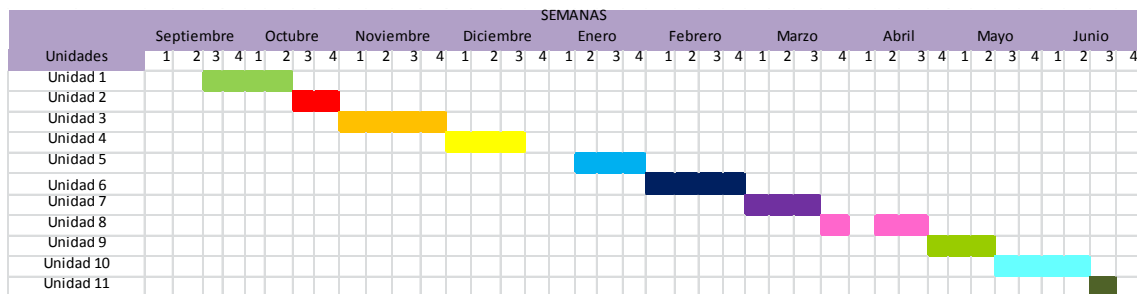 SEMANAS
Septiembre Octubre Noviembre Diciembre Enero Febrero Marzo Abril Mayo Junio
Unidades 1 2 3 4 1 2 3 4 1 2 3 4 1 2 3 4 1 2 3 4 1 2 3 4 1 2 3 4 1 2 3 4 1 2 3 4 1 2 3 4
Unidad 1
Unidad 2
Unidad 3
Unidad 4
Unidad 5
Unidad 6
Unidad 7
Unidad 8
Unidad 9
Unidad 10
Unidad 11